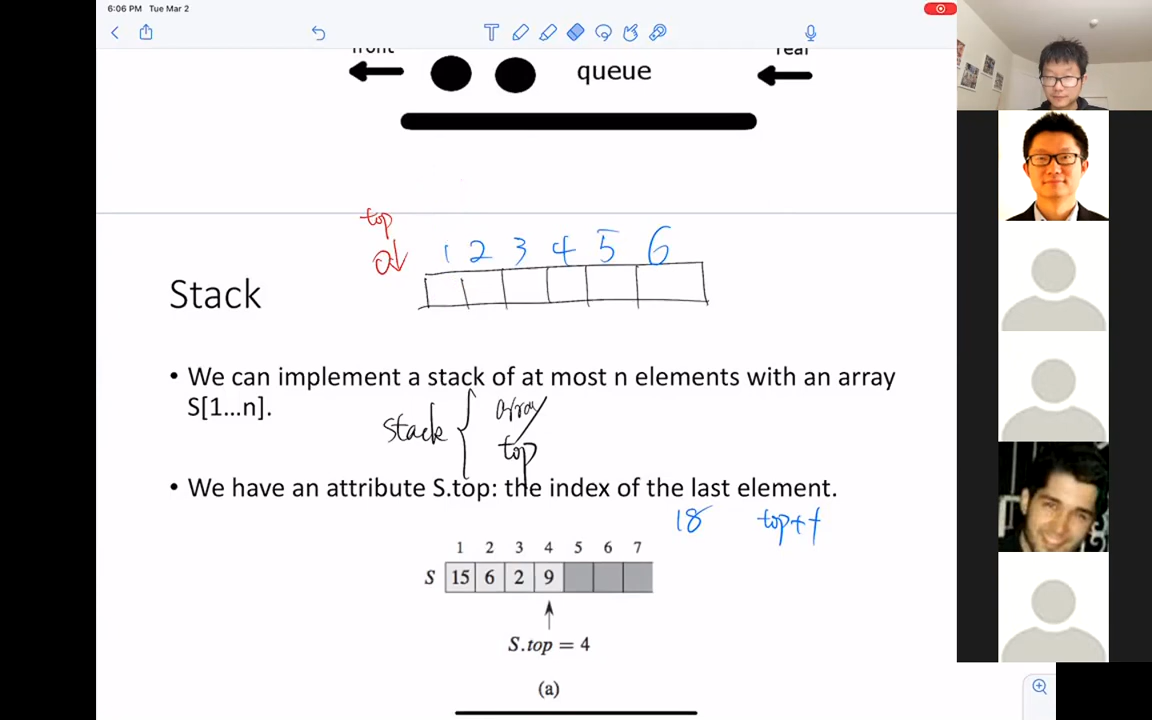 6:06 PM Tue Mar 2
T
front
queue
rear
top
0↓
1 2 3 4 5 6
Stack
• We can implement a stack of at most n elements with an array
S[1...n].
stack { array
top
• We have an attribute S.top: the index of the last element.
18 top++
1 2 3 4 5 6 7
S 15 6 2 9
S.top = 4
(a)